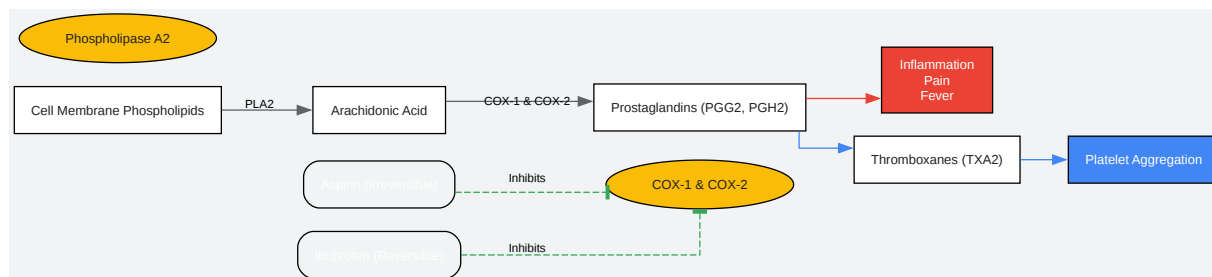 Phospholipase A2
Cell Membrane Phospholipids
PLA2
Arachidonic Acid
COX-1 & COX-2
Prostaglandins (PGG2, PGH2)
Inflammation
Pain
Fever
Thromboxanes (TXA2)
Platelet Aggregation
Aspirin (Irreversible)
Inhibits
COX-1 & COX-2
Ibuprofen (Reversible)
Inhibits